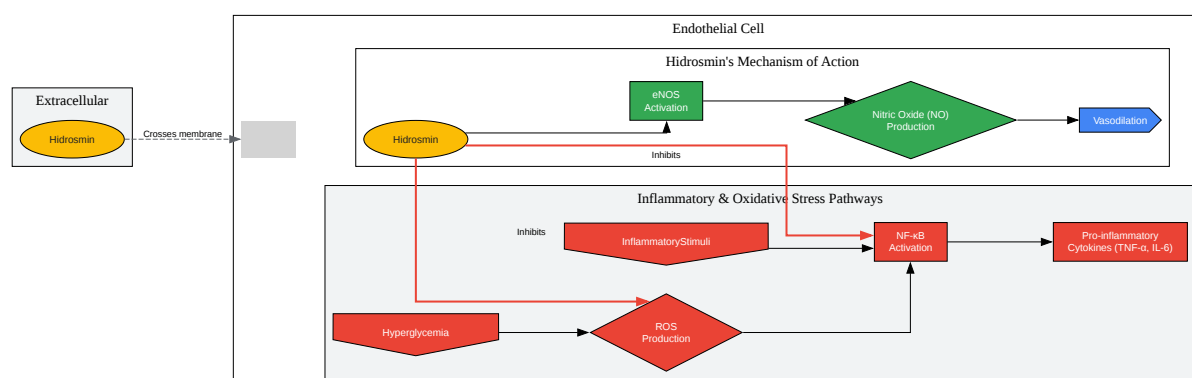 Endothelial Cell
Hidrosmin's Mechanism of Action
Extracellular
Hidrosmin
Crosses membrane
eNOS
Activation
Nitric Oxide (NO)
Production
Vasodilation
Hidrosmin
Inhibits
Inflammatory & Oxidative Stress Pathways
Inhibits
InflammatoryStimuli
NF-κB
Activation
Pro-inflammatory
Cytokines (TNF-α, IL-6)
Hyperglycemia
ROS
Production